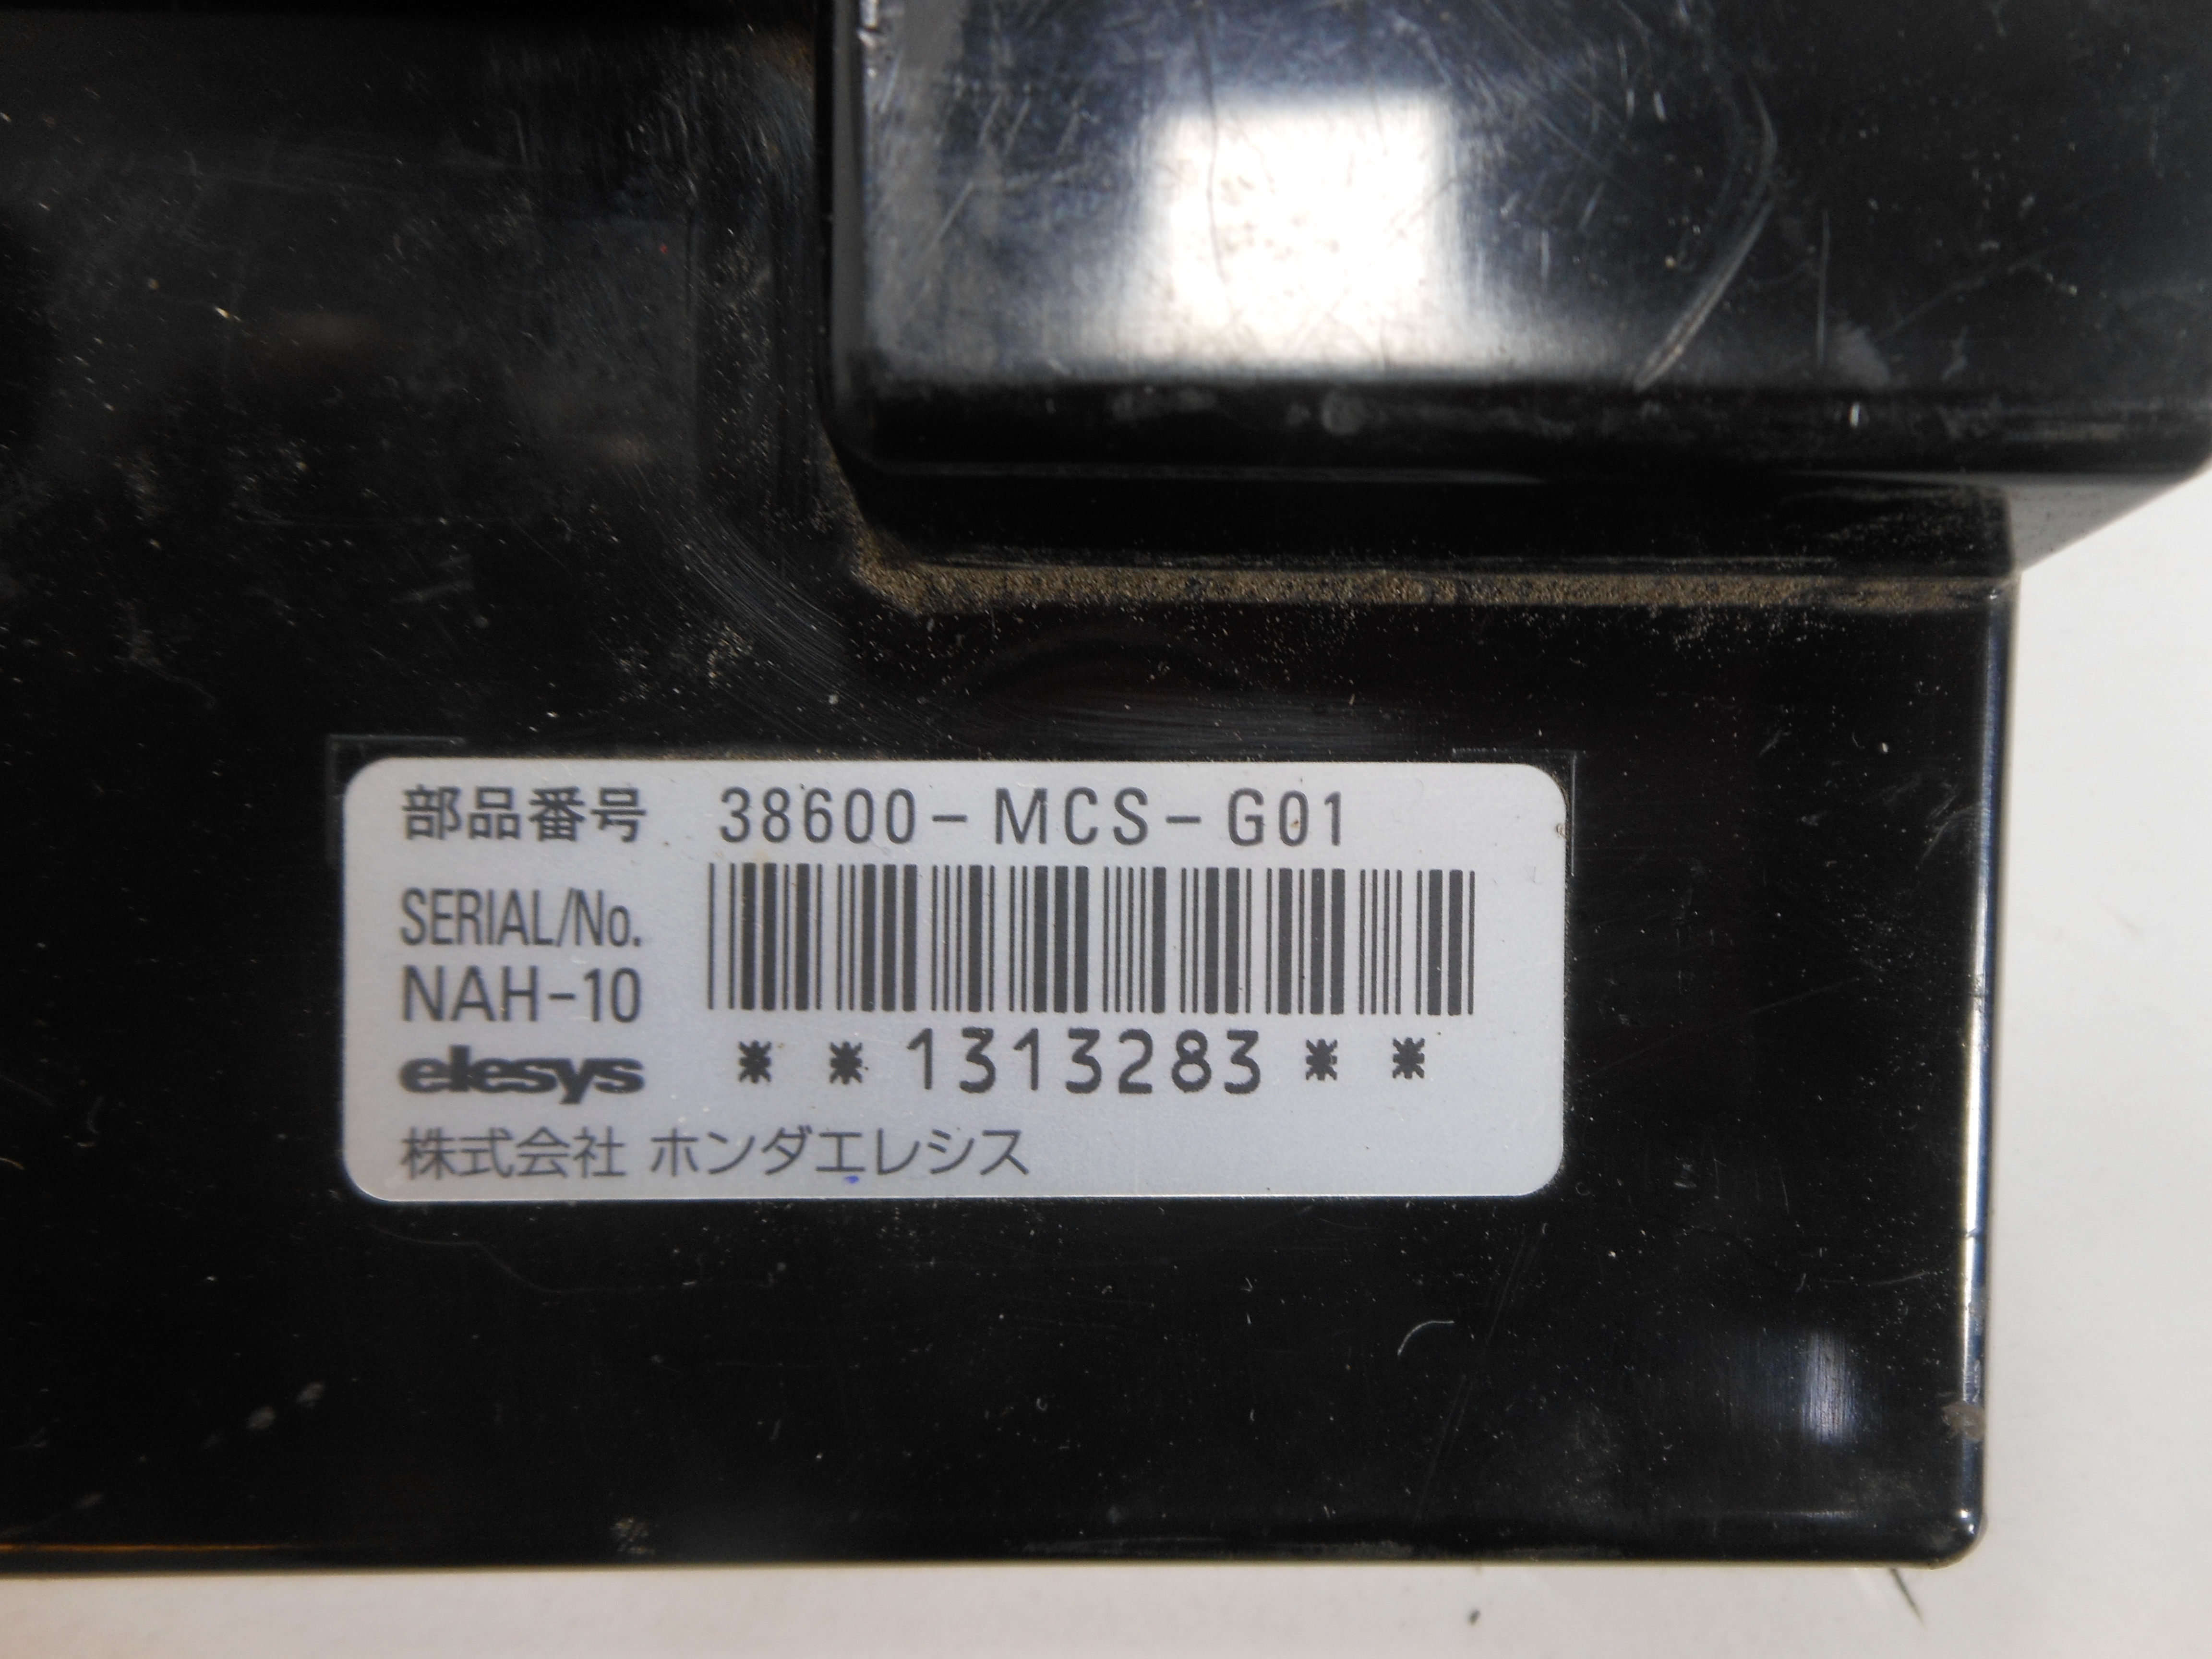 部品番号 38600-MCS-G01
SERIAL/No.
NAH-10
elesys **1313283**
株式会社 ホンダエレシス